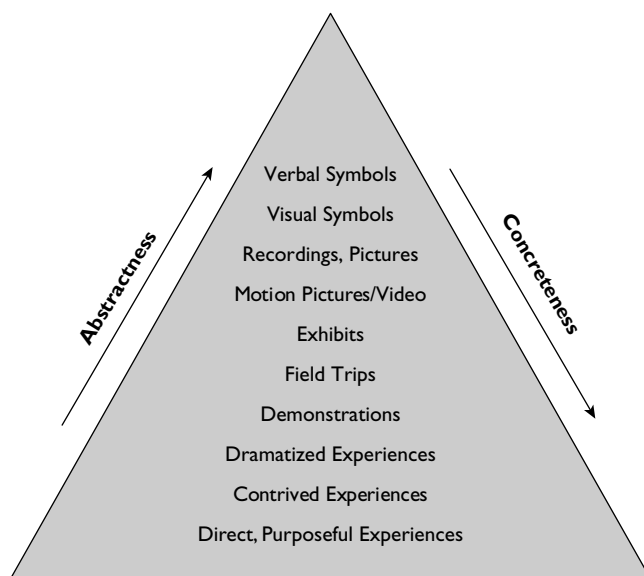 Verbal Symbols
Visual Symbols
Recordings, Pictures
Motion Pictures/Video
Exhibits
Field Trips
Demonstrations
Dramatized Experiences
Contrived Experiences
Direct, Purposeful Experiences
Abstractness
Concreteness